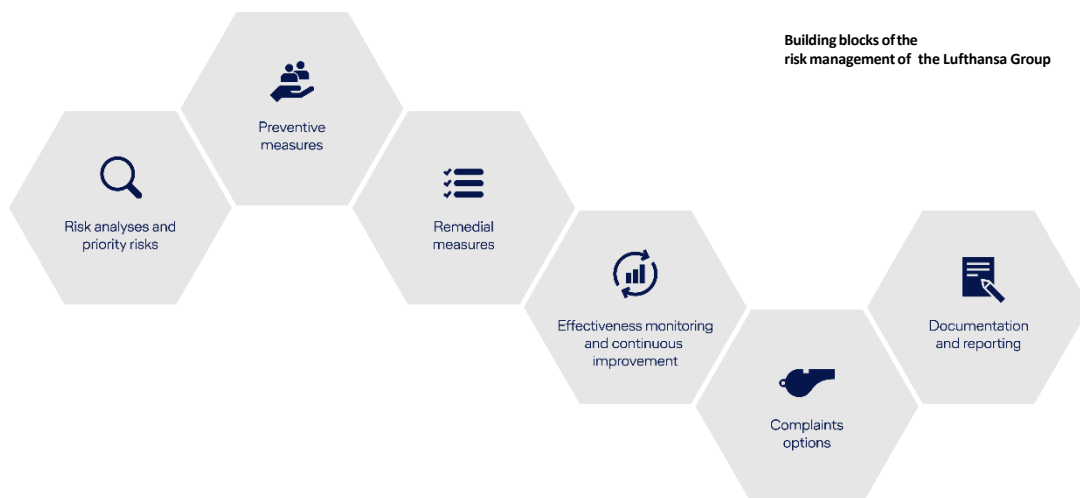 Building blocks of the
risk management of the Lufthansa Group
Preventive
measures
Risk analyses and
priority risks
Remedial
measures
Effectiveness monitoring
and continuous
improvement
Complaints
options
Documentation
and reporting